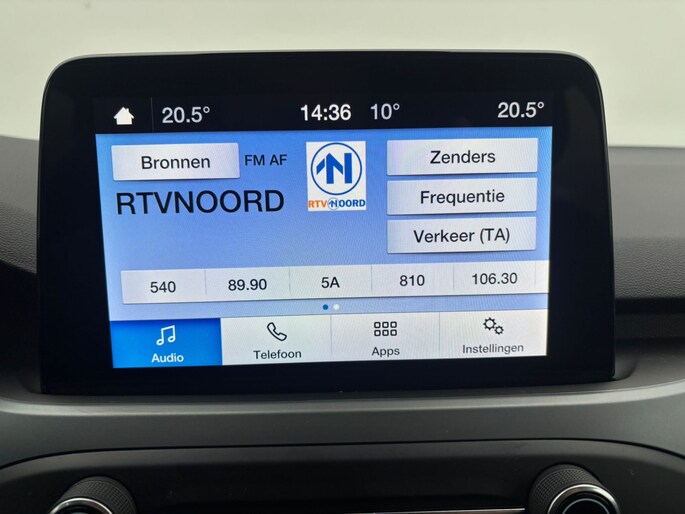 20.5° 14:36 10° 20.5°
Bronnen FM AF
RTVNOORD
RTVNOORD
Zenders
Frequentie
Verkeer (TA)
540 89.90 5A 810 106.30
Audio Telefoon Apps Instellingen